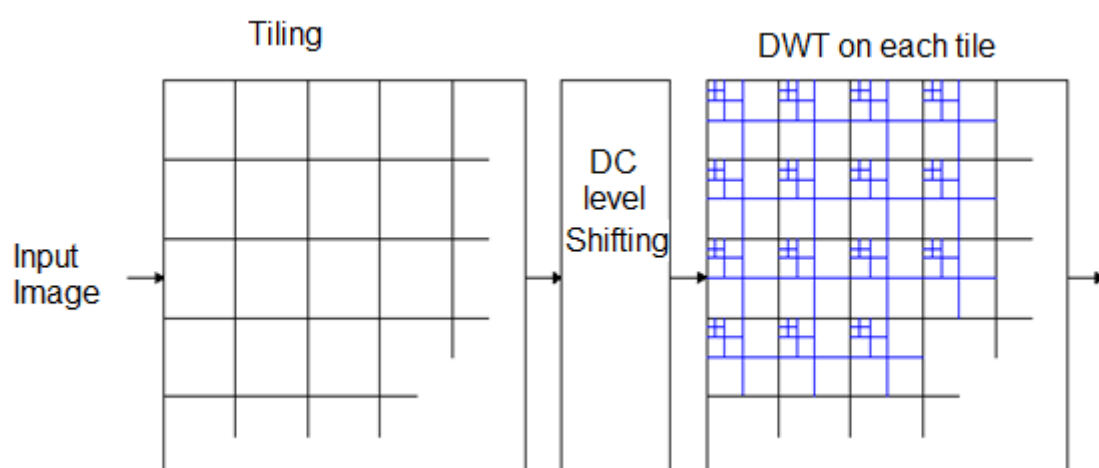 Tiling
DWT on each tile
Input
Image
DC
level
Shifting